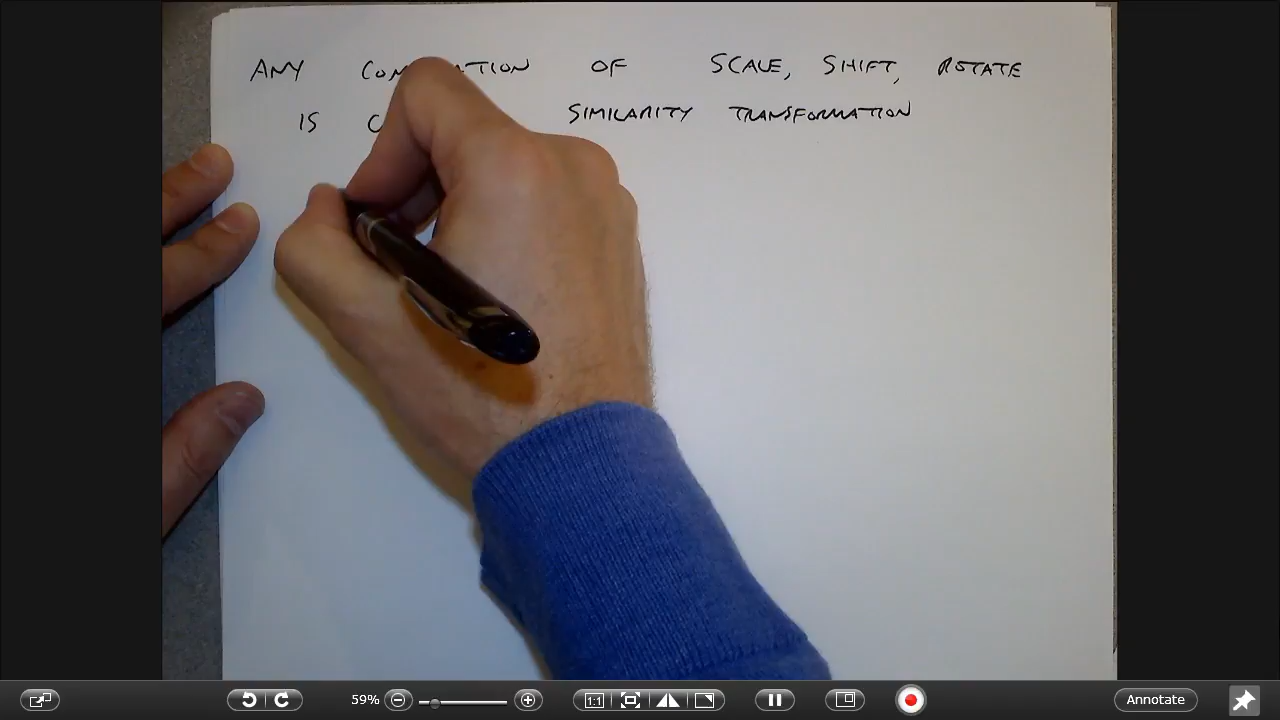 ANY OF SCALE, SHIFT, ROTATE
IS SIMILARITY TRANSFORMATION
59%
1:1
Annotate